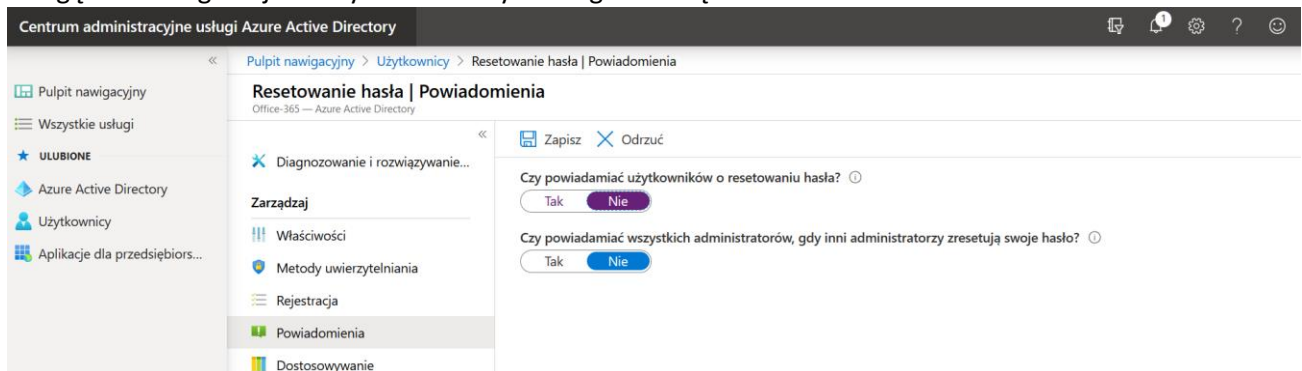 Centrum administracyjne usługi Azure Active Directory
1
Pulpit nawigacyjny
Wszystkie usługi
ULUBIONE
Azure Active Directory
Użytkownicy
Aplikacje dla przedsiębiors...
Pulpit nawigacyjny > Użytkownicy > Resetowanie hasła | Powiadomienia
Resetowanie hasła | Powiadomienia
Office-365 — Azure Active Directory
Diagnozowanie i rozwiązywanie...
Zarządzaj
Właściwości
Metody uwierzytelniania
Rejestracja
Powiadomienia
Dostosowywanie
Zapisz Odrzuć
Czy powiadamiać użytkowników o resetowaniu hasła?
Tak Nie
Czy powiadamiać wszystkich administratorów, gdy inni administratorzy zresetują swoje hasło?
Tak Nie